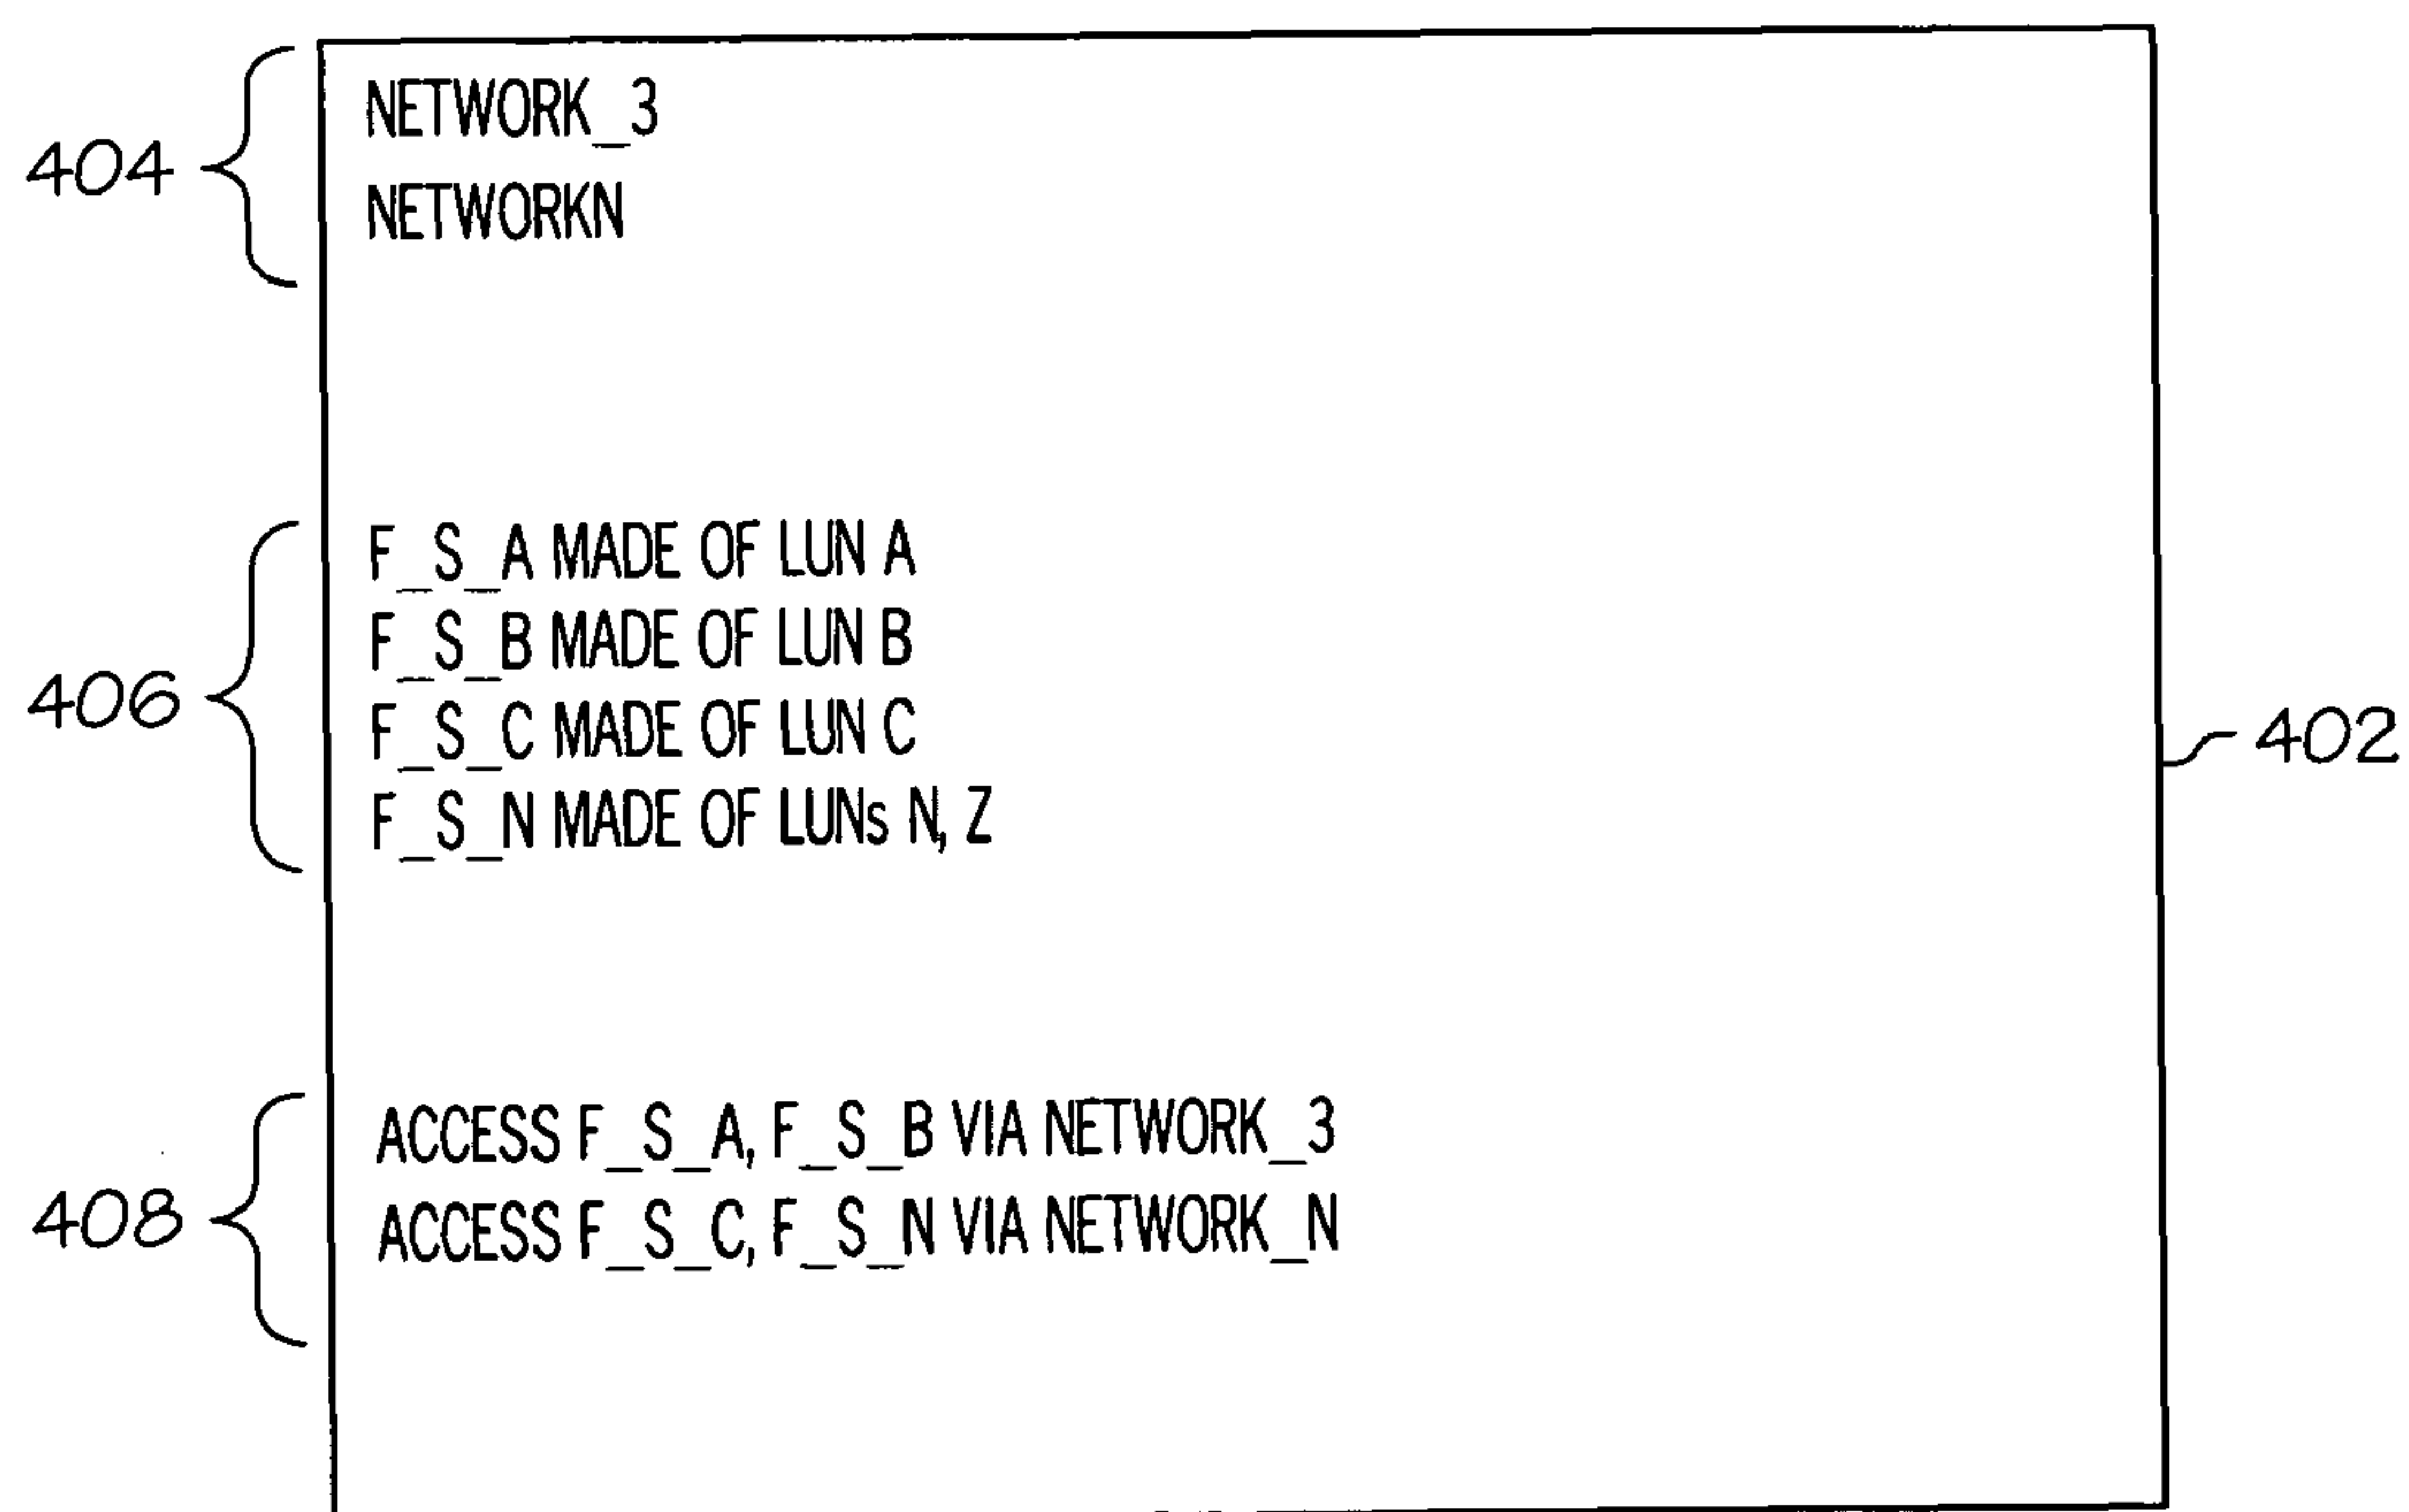 404
NETWORK_3
NETWORKN
406
F_S_A MADE OF LUN A
F_S_B MADE OF LUN B
F_S_C MADE OF LUN C
F_S_N MADE OF LUNs N, Z
402
408
ACCESS F_S_A, F_S_B VIA NETWORK_3
ACCESS F_S_C, F_S_N VIA NETWORK_N